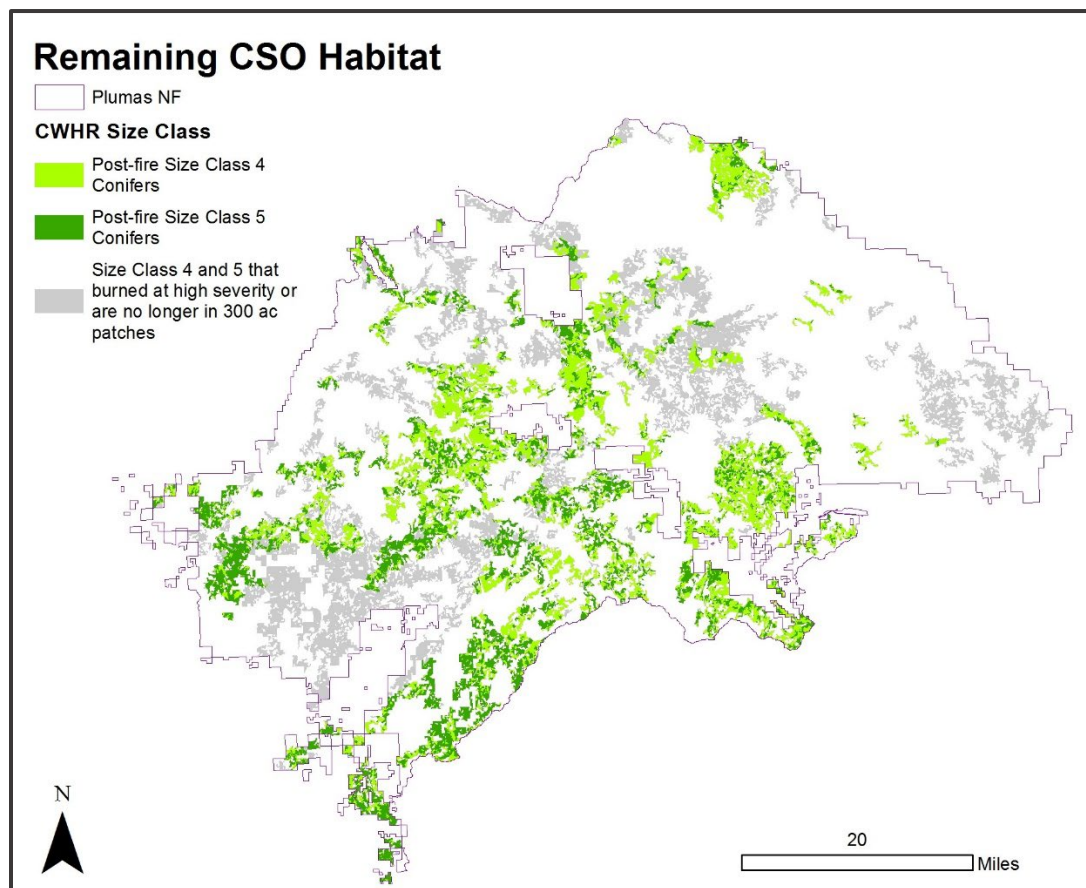 Remaining CSO Habitat
Plumas NF
CWHR Size Class
Post-fire Size Class 4
Conifers
Post-fire Size Class 5
Conifers
Size Class 4 and 5 that
burned at high severity or
are no longer in 300 ac
patches
N
20
Miles